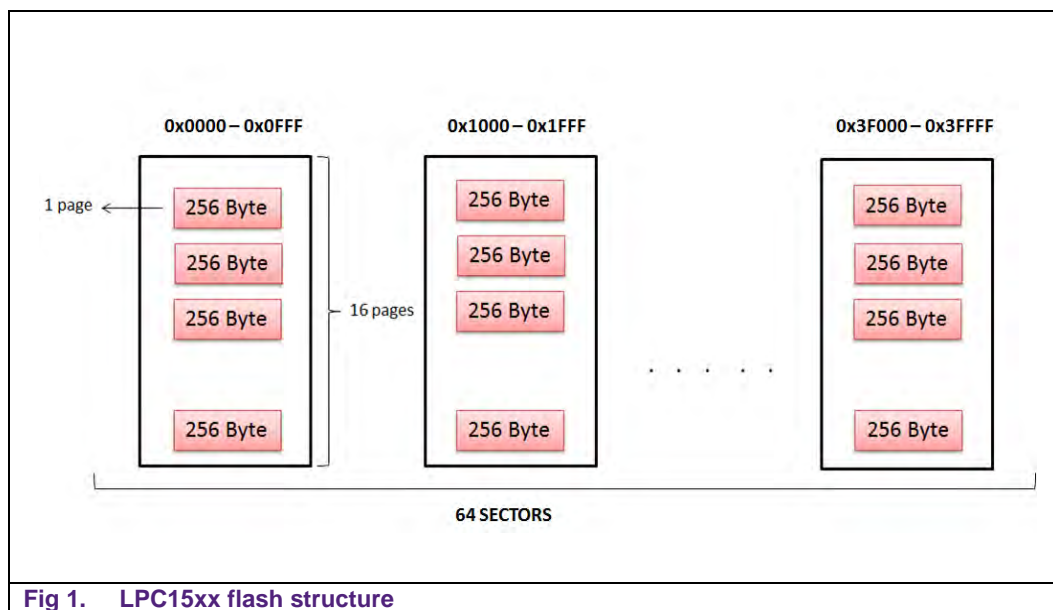 0x0000 – 0x0FFF
0x1000 – 0x1FFF
0x3F000 – 0x3FFFF
1 page
256 Byte
256 Byte
256 Byte
256 Byte
16 pages
256 Byte
256 Byte
256 Byte
256 Byte
. . . . .
256 Byte
256 Byte
256 Byte
256 Byte
64 SECTORS
Fig 1. LPC15xx flash structure